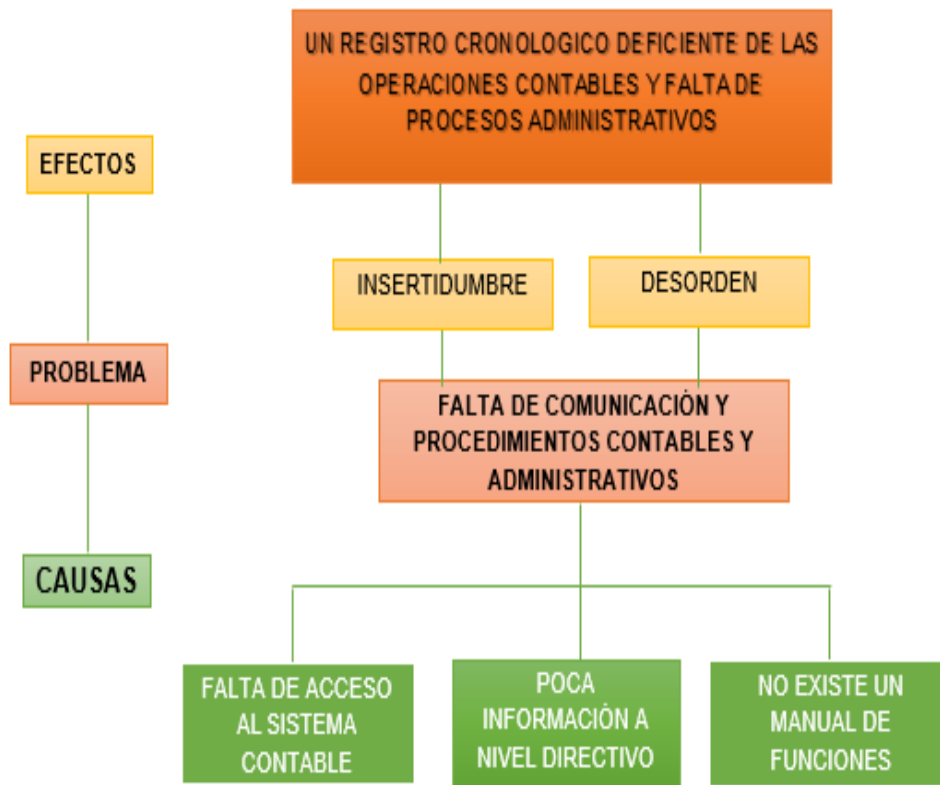 UN REGISTRO CRONOLOGICO DEFICIENTE DE LAS
OPERACIONES CONTABLES Y FALTA DE
PROCESOS ADMINISTRATIVOS
EFECTOS
INSERTIDUMBRE
DESORDEN
PROBLEMA
FALTA DE COMUNICACIÓN Y
PROCEDIMIENTOS CONTABLES Y
ADMINISTRATIVOS
CAUSAS
FALTA DE ACCESO
AL SISTEMA
CONTABLE
POCA
INFORMACIÓN A
NIVEL DIRECTIVO
NO EXISTE UN
MANUAL DE
FUNCIONES